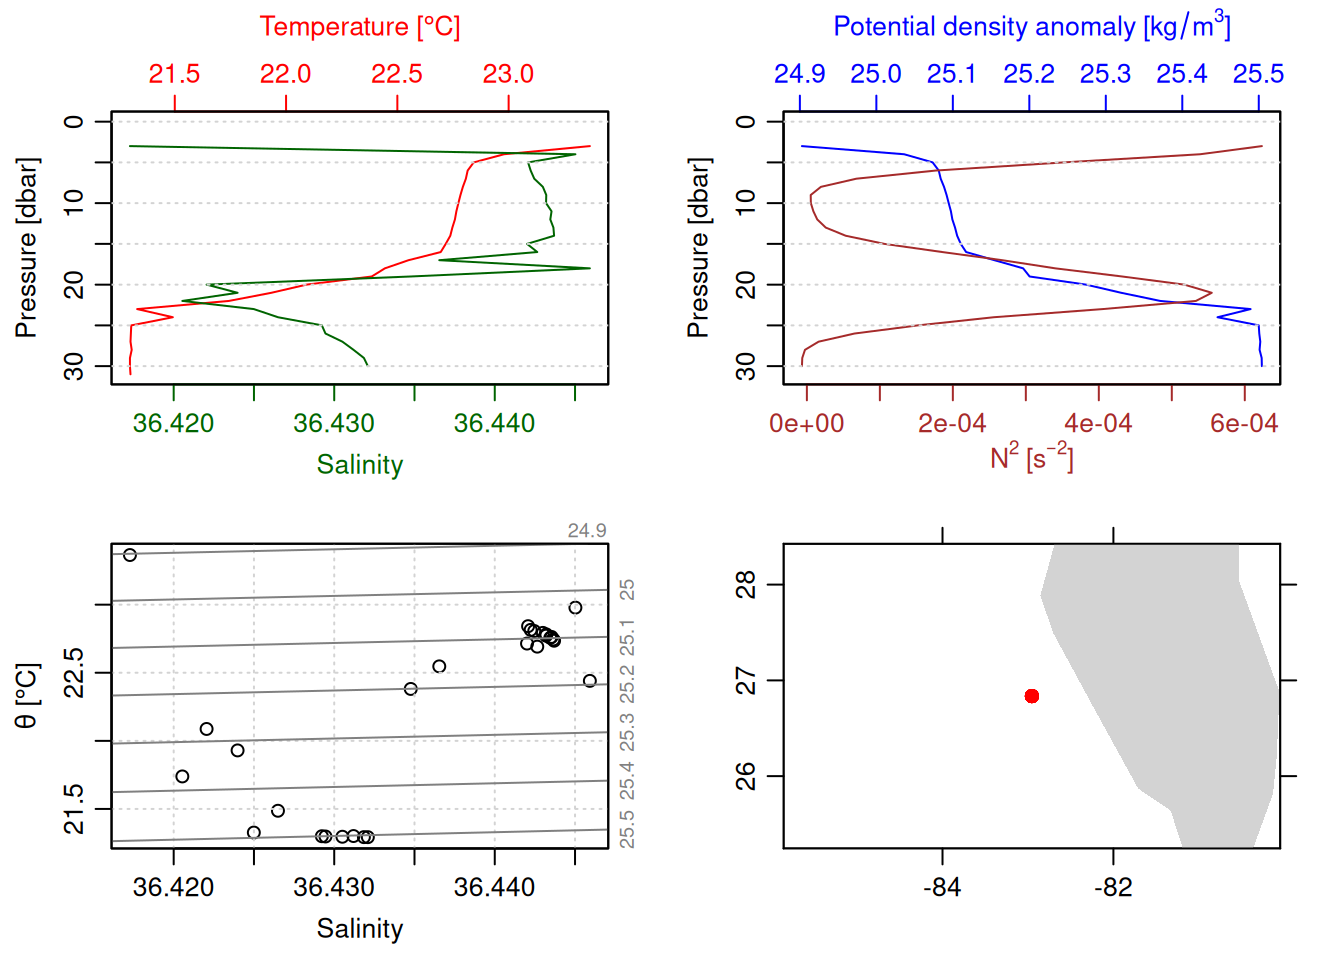 Temperature [°C]
21.5 22.0 22.5 23.0
Pressure [dbar]
0 10 20 30
36.420 36.430 36.440
Salinity
Potential density anomaly [kg/m³]
24.9 25.0 25.1 25.2 25.3 25.4 25.5
Pressure [dbar]
0 10 20 30
0e+00 2e-04 4e-04 6e-04
N² [s⁻²]
24.9
25
25.1
25.2
25.3
25.4
25.5
θ [°C]
22.5
21.5
36.420 36.430 36.440
Salinity
28
27
26
-84 -82